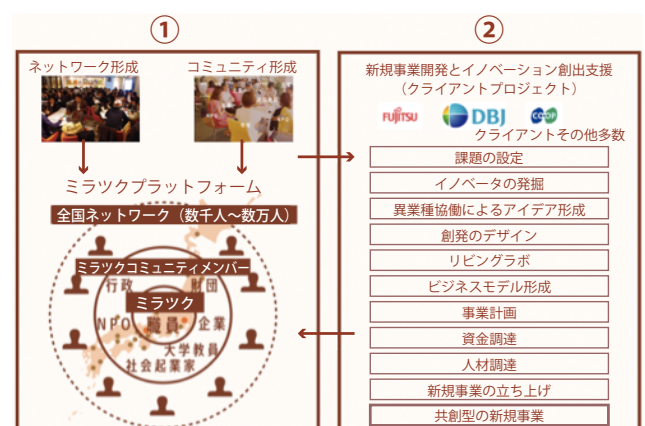 ①
ネットワーク形成
コミュニティ形成
ミラツクプラットフォーム
全国ネットワーク（数千人～数万人）
ミラツクコミュニティメンバー
行政
財団
ミラツク
NPO
職員
企業
大学教員
社会起業家
②
新規事業開発とイノベーション創出支援
（クライアントプロジェクト）
FUJITSU
DBJ
CO・OP
クライアントその他多数
課題の設定
イノベータの発掘
異業種協働によるアイデア形成
創発のデザイン
リビングラボ
ビジネスモデル形成
事業計画
資金調達
人材調達
新規事業の立ち上げ
共創型の新規事業